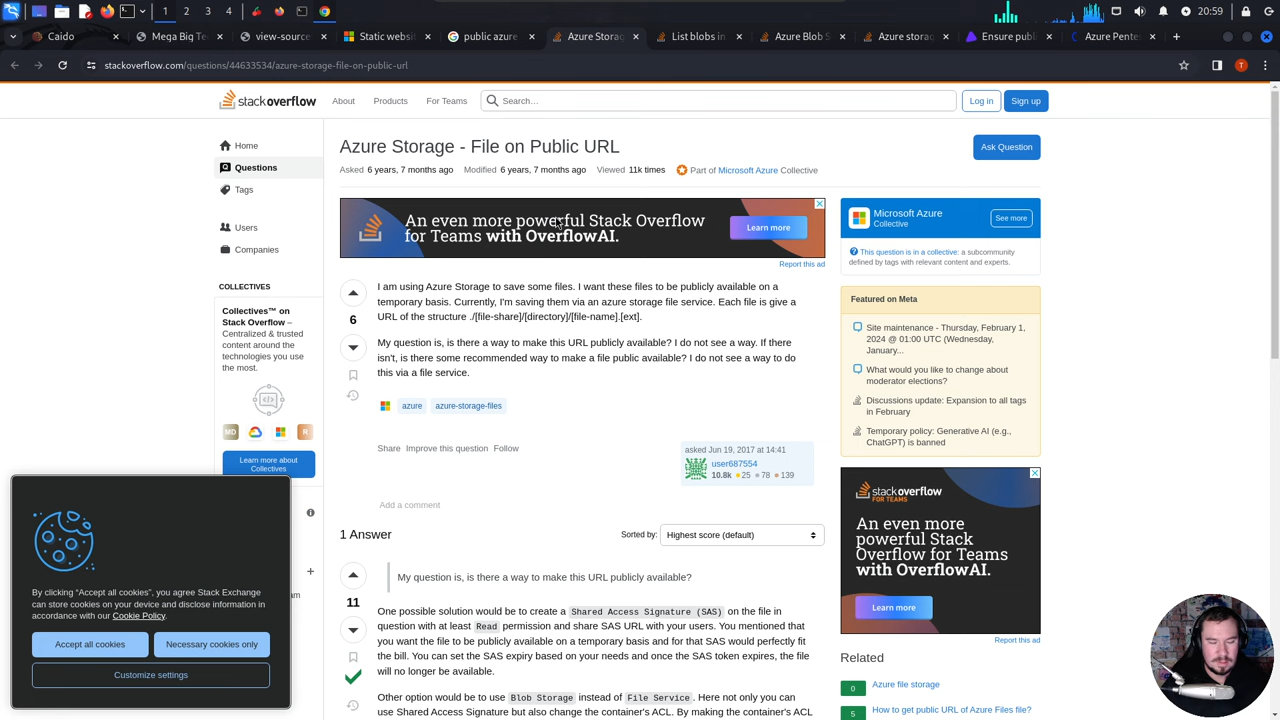 20:59
Caido
Mega Big Te
view-source:
Static websit
public azure
Azure Storag
List blobs in
Azure Blob S
Azure Pente
stackoverflow.com/questions/44633534/azure-storage-file-on-public-url
T
stackoverflow
About
Products
For Teams
Search…
Log in
Sign up
Home
Questions
Tags
Users
Companies
COLLECTIVES
Collectives™ on
Stack Overflow –
Centralized & trusted
content around the
technologies you use
the most.
MD
R
Learn more about
Collectives
Azure Storage - File on Public URL
Ask Question
Asked 6 years, 7 months ago Modified 6 years, 7 months ago Viewed 11k times Part of Microsoft Azure Collective
An even more powerful Stack Overflow
for Teams with OverflowAI.
Learn more
Report this ad
6
I am using Azure Storage to save some files. I want these files to be publicly available on a
temporary basis. Currently, I'm saving them via an azure storage file service. Each file is give a
URL of the structure ./[file-share]/[directory]/[file-name].[ext].
My question is, is there a way to make this URL publicly available? I do not see a way. If there
isn't, is there some recommended way to make a file public available? I do not see a way to do
this via a file service.
azure
azure-storage-files
Share Improve this question Follow
asked Jun 19, 2017 at 14:41
user687554
10.8k 25 78 139
Add a comment
1 Answer
Sorted by: Highest score (default)
11
My question is, is there a way to make this URL publicly available?
One possible solution would be to create a Shared Access Signature (SAS) on the file in
question with at least Read permission and share SAS URL with your users. You mentioned that
you want the file to be publicly available on a temporary basis and for that SAS would perfectly fit
the bill. You can set the SAS expiry based on your needs and once the SAS token expires, the file
will no longer be available.
Other option would be to use Blob Storage instead of File Service. Here not only you can
use Shared Access Signature but also change the container's ACL. By making the container's ACL
Microsoft Azure
Collective
See more
This question is in a collective: a subcommunity
defined by tags with relevant content and experts.
Featured on Meta
Site maintenance - Thursday, February 1,
2024 @ 01:00 UTC (Wednesday,
January...
What would you like to change about
moderator elections?
Discussions update: Expansion to all tags
in February
Temporary policy: Generative AI (e.g.,
ChatGPT) is banned
stackoverflow
FOR TEAMS
An even more
powerful Stack
Overflow for Teams
with OverflowAI.
Learn more
Report this ad
Related
0 Azure file storage
5 How to get public URL of Azure Files file?
By clicking “Accept all cookies”, you agree Stack Exchange
can store cookies on your device and disclose information in
accordance with our Cookie Policy.
Accept all cookies
Necessary cookies only
Customize settings